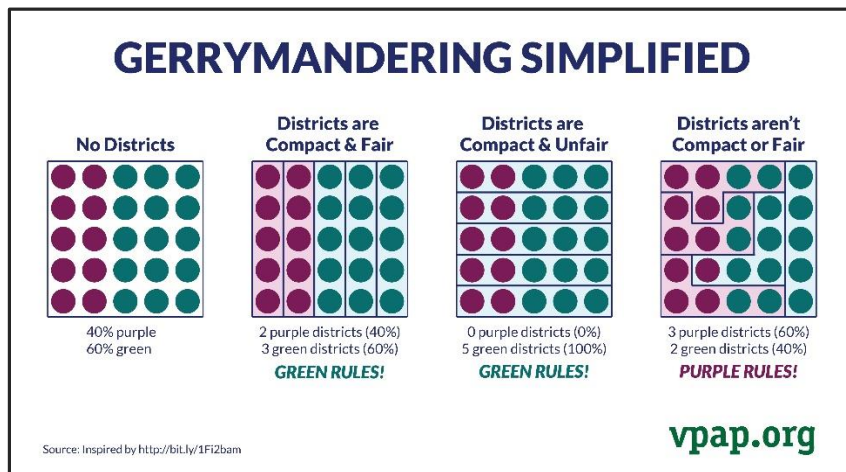 GERRYMANDERING SIMPLIFIED
No Districts
40% purple
60% green
Districts are
Compact & Fair
2 purple districts (40%)
3 green districts (60%)
GREEN RULES!
Districts are
Compact & Unfair
0 purple districts (0%)
5 green districts (100%)
GREEN RULES!
Districts aren't
Compact or Fair
3 purple districts (60%)
2 green districts (40%)
PURPLE RULES!
Source: Inspired by http://bit.ly/1Fi2bam
vpap.org